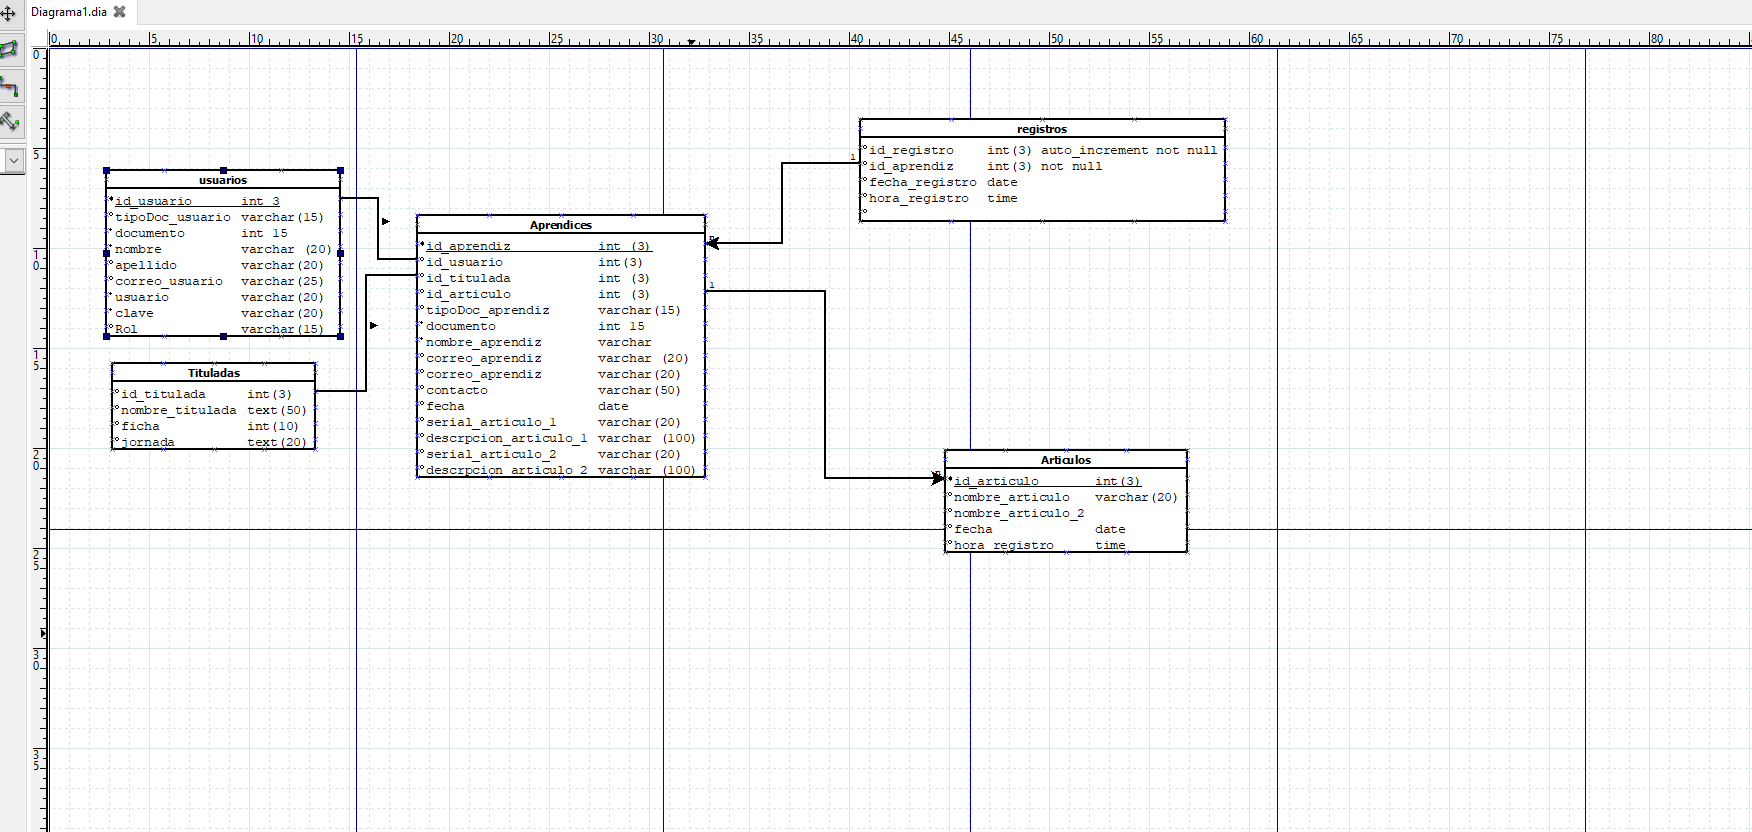 Diagrama1.dia
0 5 10 15 20 25 30 35 40 45 50 55 60 65 70 75 80
0
5
10
15
20
25
30
35
usuarios
id_usuario int 3
tipoDoc_usuario varchar(15)
documento int 15
nombre varchar (20)
apellido varchar(20)
correo_usuario varchar(25)
usuario varchar(20)
clave varchar(20)
Rol varchar(15)
Tituladas
id_titulada int(3)
nombre_titulada text(50)
ficha int(10)
jornada text(20)
Aprendices
id_aprendiz int (3)
id_usuario int(3)
id_titulada int (3)
id_articulo int (3)
tipoDoc_aprendiz varchar(15)
documento int 15
nombre_aprendiz varchar
correo_aprendiz varchar (20)
correo_aprendiz varchar(20)
contacto varchar(50)
fecha date
serial_articulo_1 varchar(20)
descrpcion_articulo_1 varchar (100)
serial_articulo_2 varchar(20)
descrpcion_articulo_2 varchar (100)
1
1
registros
id_registro int(3) auto_increment not null
id_aprendiz int(3) not null
fecha_registro date
hora_registro time
Articulos
id_articulo int(3)
nombre_articulo varchar(20)
nombre_articulo_2
fecha date
hora_registro time